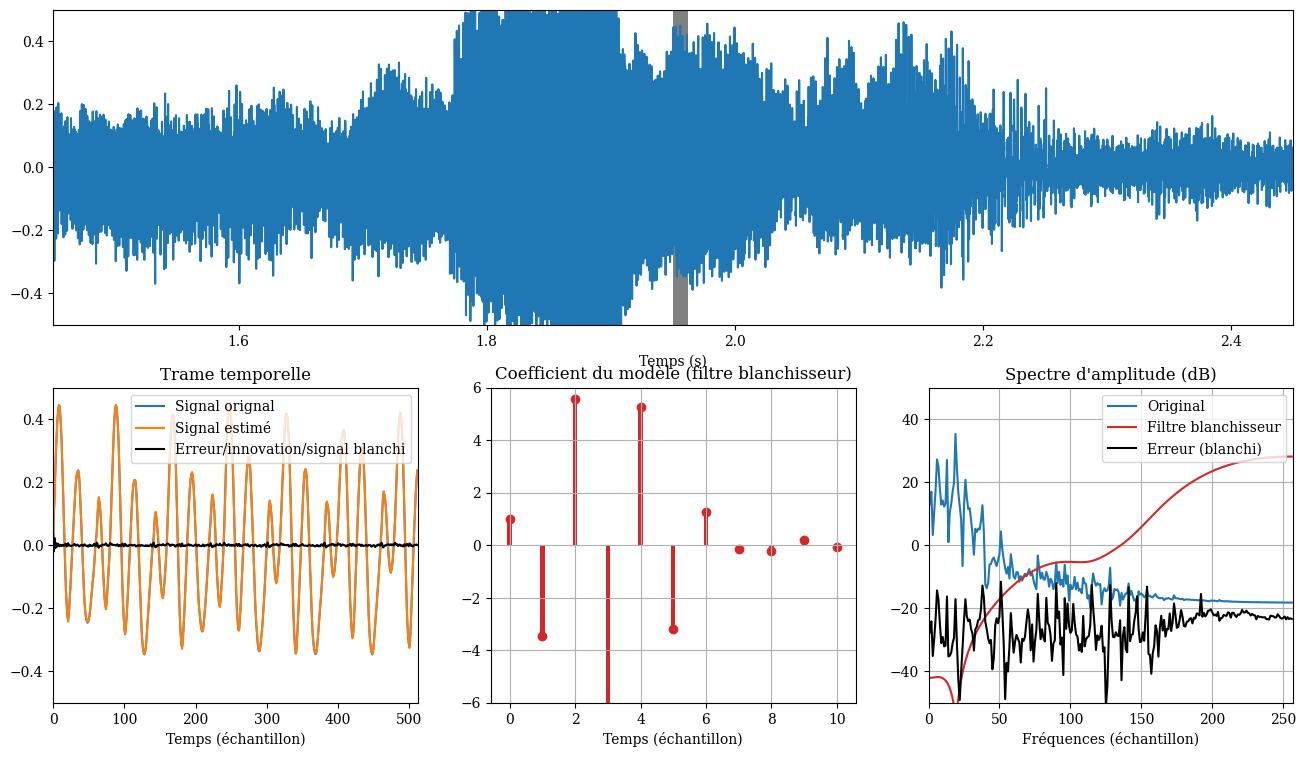 0.4
0.2
0.0
−0.2
−0.4
1.6 1.8 2.0 2.2 2.4
Temps (s)
Trame temporelle
Signal orignal
Signal estimé
Erreur/innovation/signal blanchi
0.4
0.2
0.0
−0.2
−0.4
0 100 200 300 400 500
Temps (échantillon)
Coefficient du modèle (filtre blanchisseur)
6
4
2
0
−2
−4
−6
0 2 4 6 8 10
Temps (échantillon)
Spectre d'amplitude (dB)
Original
Filtre blanchisseur
Erreur (blanchi)
40
20
0
−20
−40
0 50 100 150 200 250
Fréquences (échantillon)